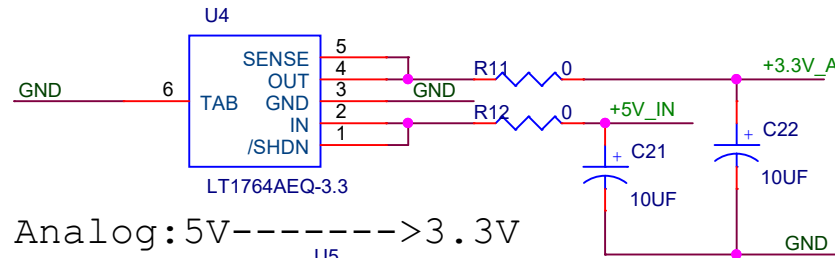 U4
SENSE 5
OUT 4 R11 0 +3.3V_A
GND 6 TAB GND 3 GND
IN 2 R12 0 +5V_IN
/SHDN 1 + C21 + C22
LT1764AEQ-3.3 10UF 10UF
Analog:5V------->3.3V GND
U5